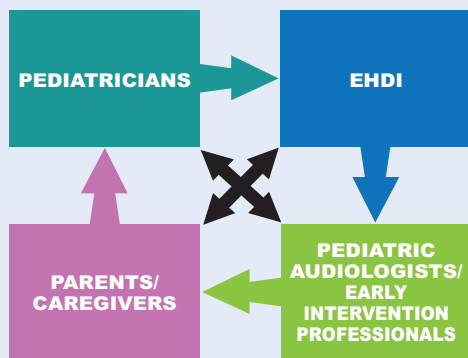 PEDIATRICIANS
EHDI
PARENTS/
CAREGIVERS
PEDIATRIC
AUDIOLOGISTS/
EARLY
INTERVENTION
PROFESSIONALS